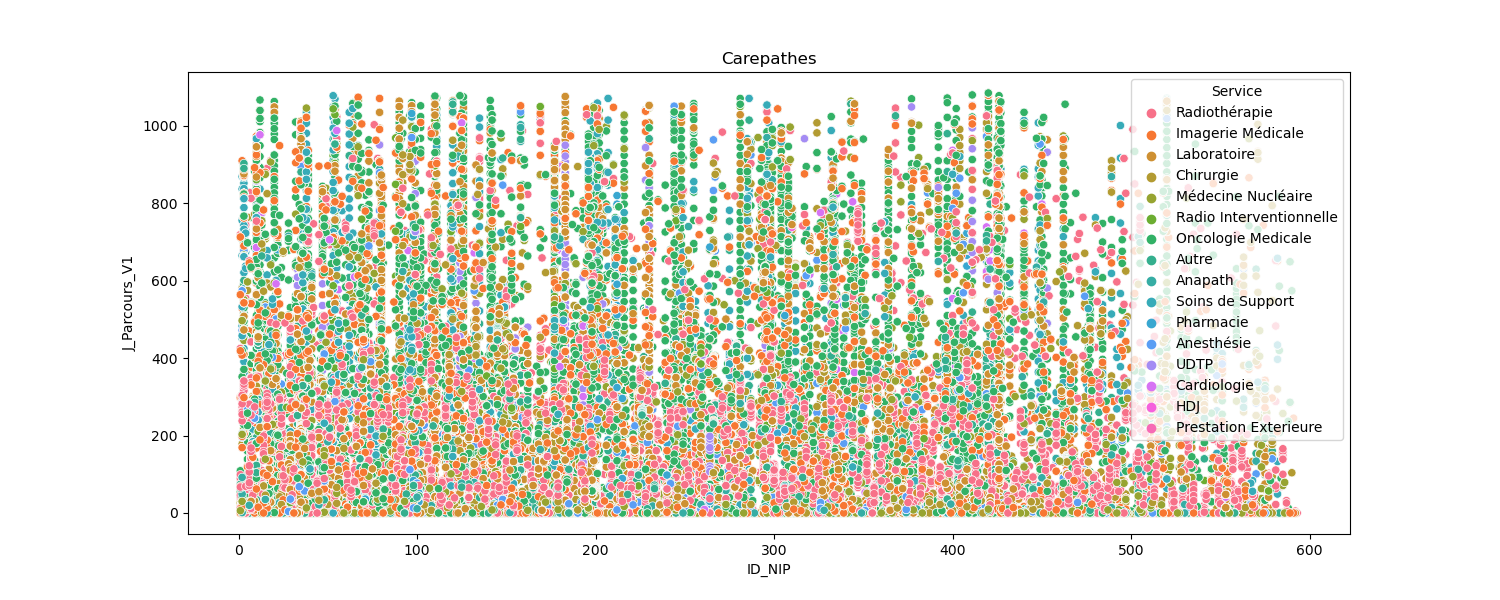 Carepathes
J_Parcours_V1
1000
800
600
400
200
0
0 100 200 300 400 500 600
ID_NIP
Service
Radiothérapie
Imagerie Médicale
Laboratoire
Chirurgie
Médecine Nucléaire
Radio Interventionnelle
Oncologie Medicale
Autre
Anapath
Soins de Support
Pharmacie
Anesthésie
UDTP
Cardiologie
HDJ
Prestation Exterieure